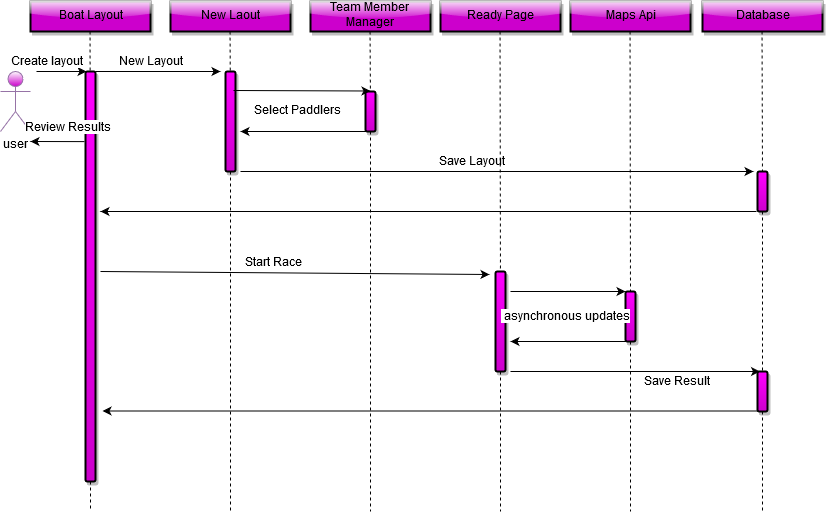 Boat Layout
New Laout
Team Member
Manager
Ready Page
Maps Api
Database
Create layout
New Layout
Select Paddlers
Review Results
user
Save Layout
Start Race
asynchronous updates
Save Result